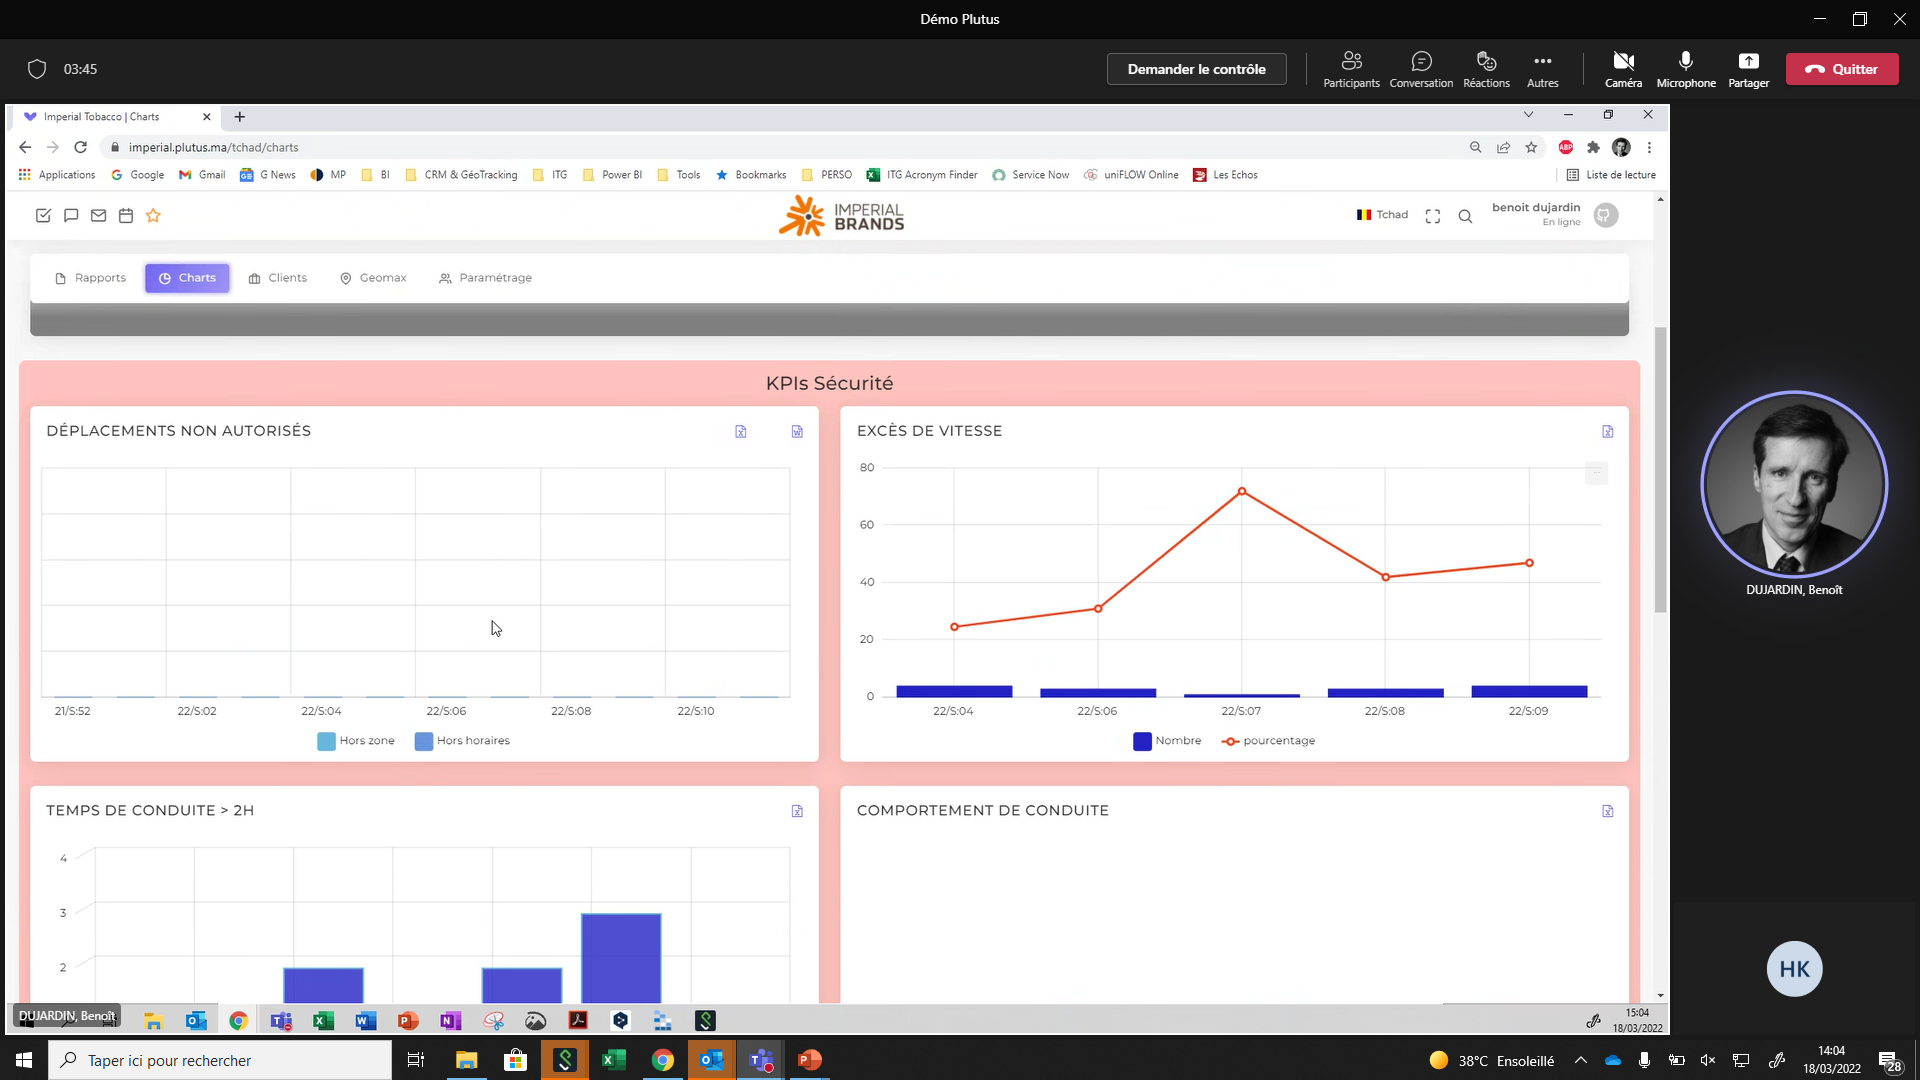 Démo Plutus
03:45
Demander le contrôle
Participants
Conversation
Réactions
Autres
Caméra
Microphone
Partager
Quitter
Imperial Tobacco | Charts
imperial.plutus.ma/tchad/charts
ABP
Applications
Google
Gmail
G News
MP
BI
CRM & GéoTracking
ITG
Power BI
Tools
Bookmarks
PERSO
ITG Acronym Finder
Service Now
uniFLOW Online
Les Echos
Liste de lecture
IMPERIAL
BRANDS
Tchad
benoit dujardin
En ligne
Rapports
Charts
Clients
Geomax
Paramétrage
KPIs Sécurité
DÉPLACEMENTS NON AUTORISÉS
21/S:52 22/S:02 22/S:04 22/S:06 22/S:08 22/S:10
Hors zone Hors horaires
EXCÈS DE VITESSE
80
60
40
20
0
22/S:04 22/S:06 22/S:07 22/S:08 22/S:09
Nombre pourcentage
TEMPS DE CONDUITE > 2H
4
3
2
COMPORTEMENT DE CONDUITE
DUJARDIN, Benoît
HK
DUJARDIN, Benoît
15:04
18/03/2022
Taper ici pour rechercher
38°C Ensoleillé
14:04
18/03/2022
28